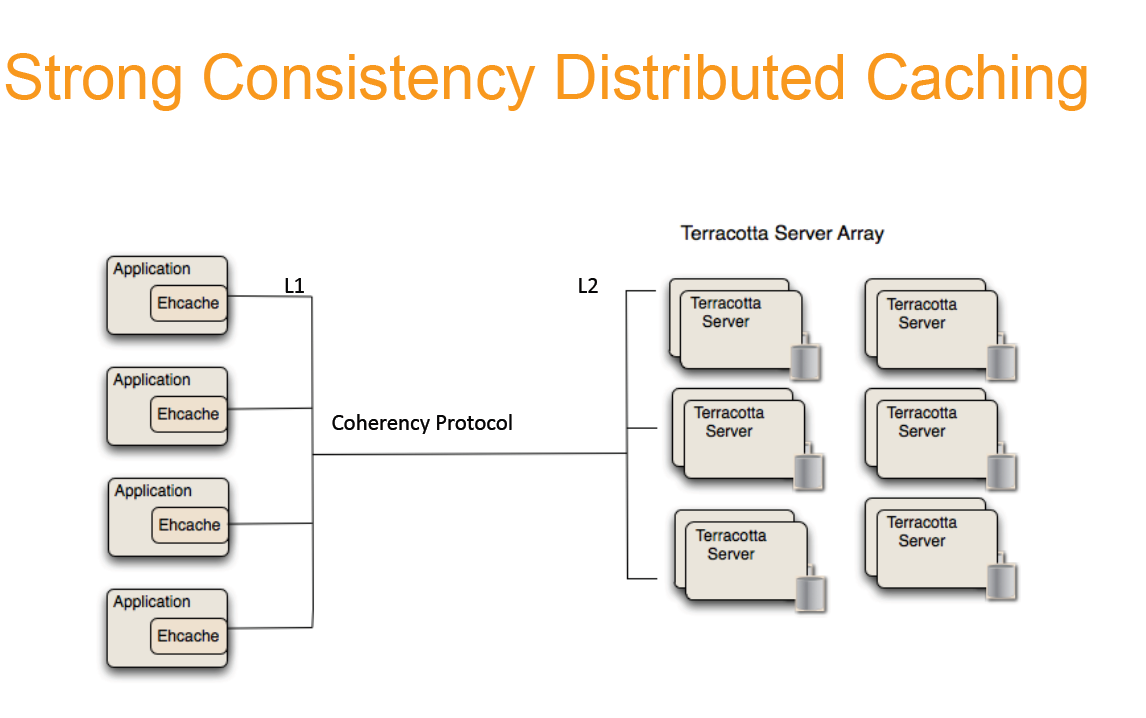 Strong Consistency Distributed Caching
Terracotta Server Array
Application
Ehcache
Application
Ehcache
Application
Ehcache
Application
Ehcache
L1
Coherency Protocol
L2
Terracotta
Server
Terracotta
Server
Terracotta
Server
Terracotta
Server
Terracotta
Server
Terracotta
Server